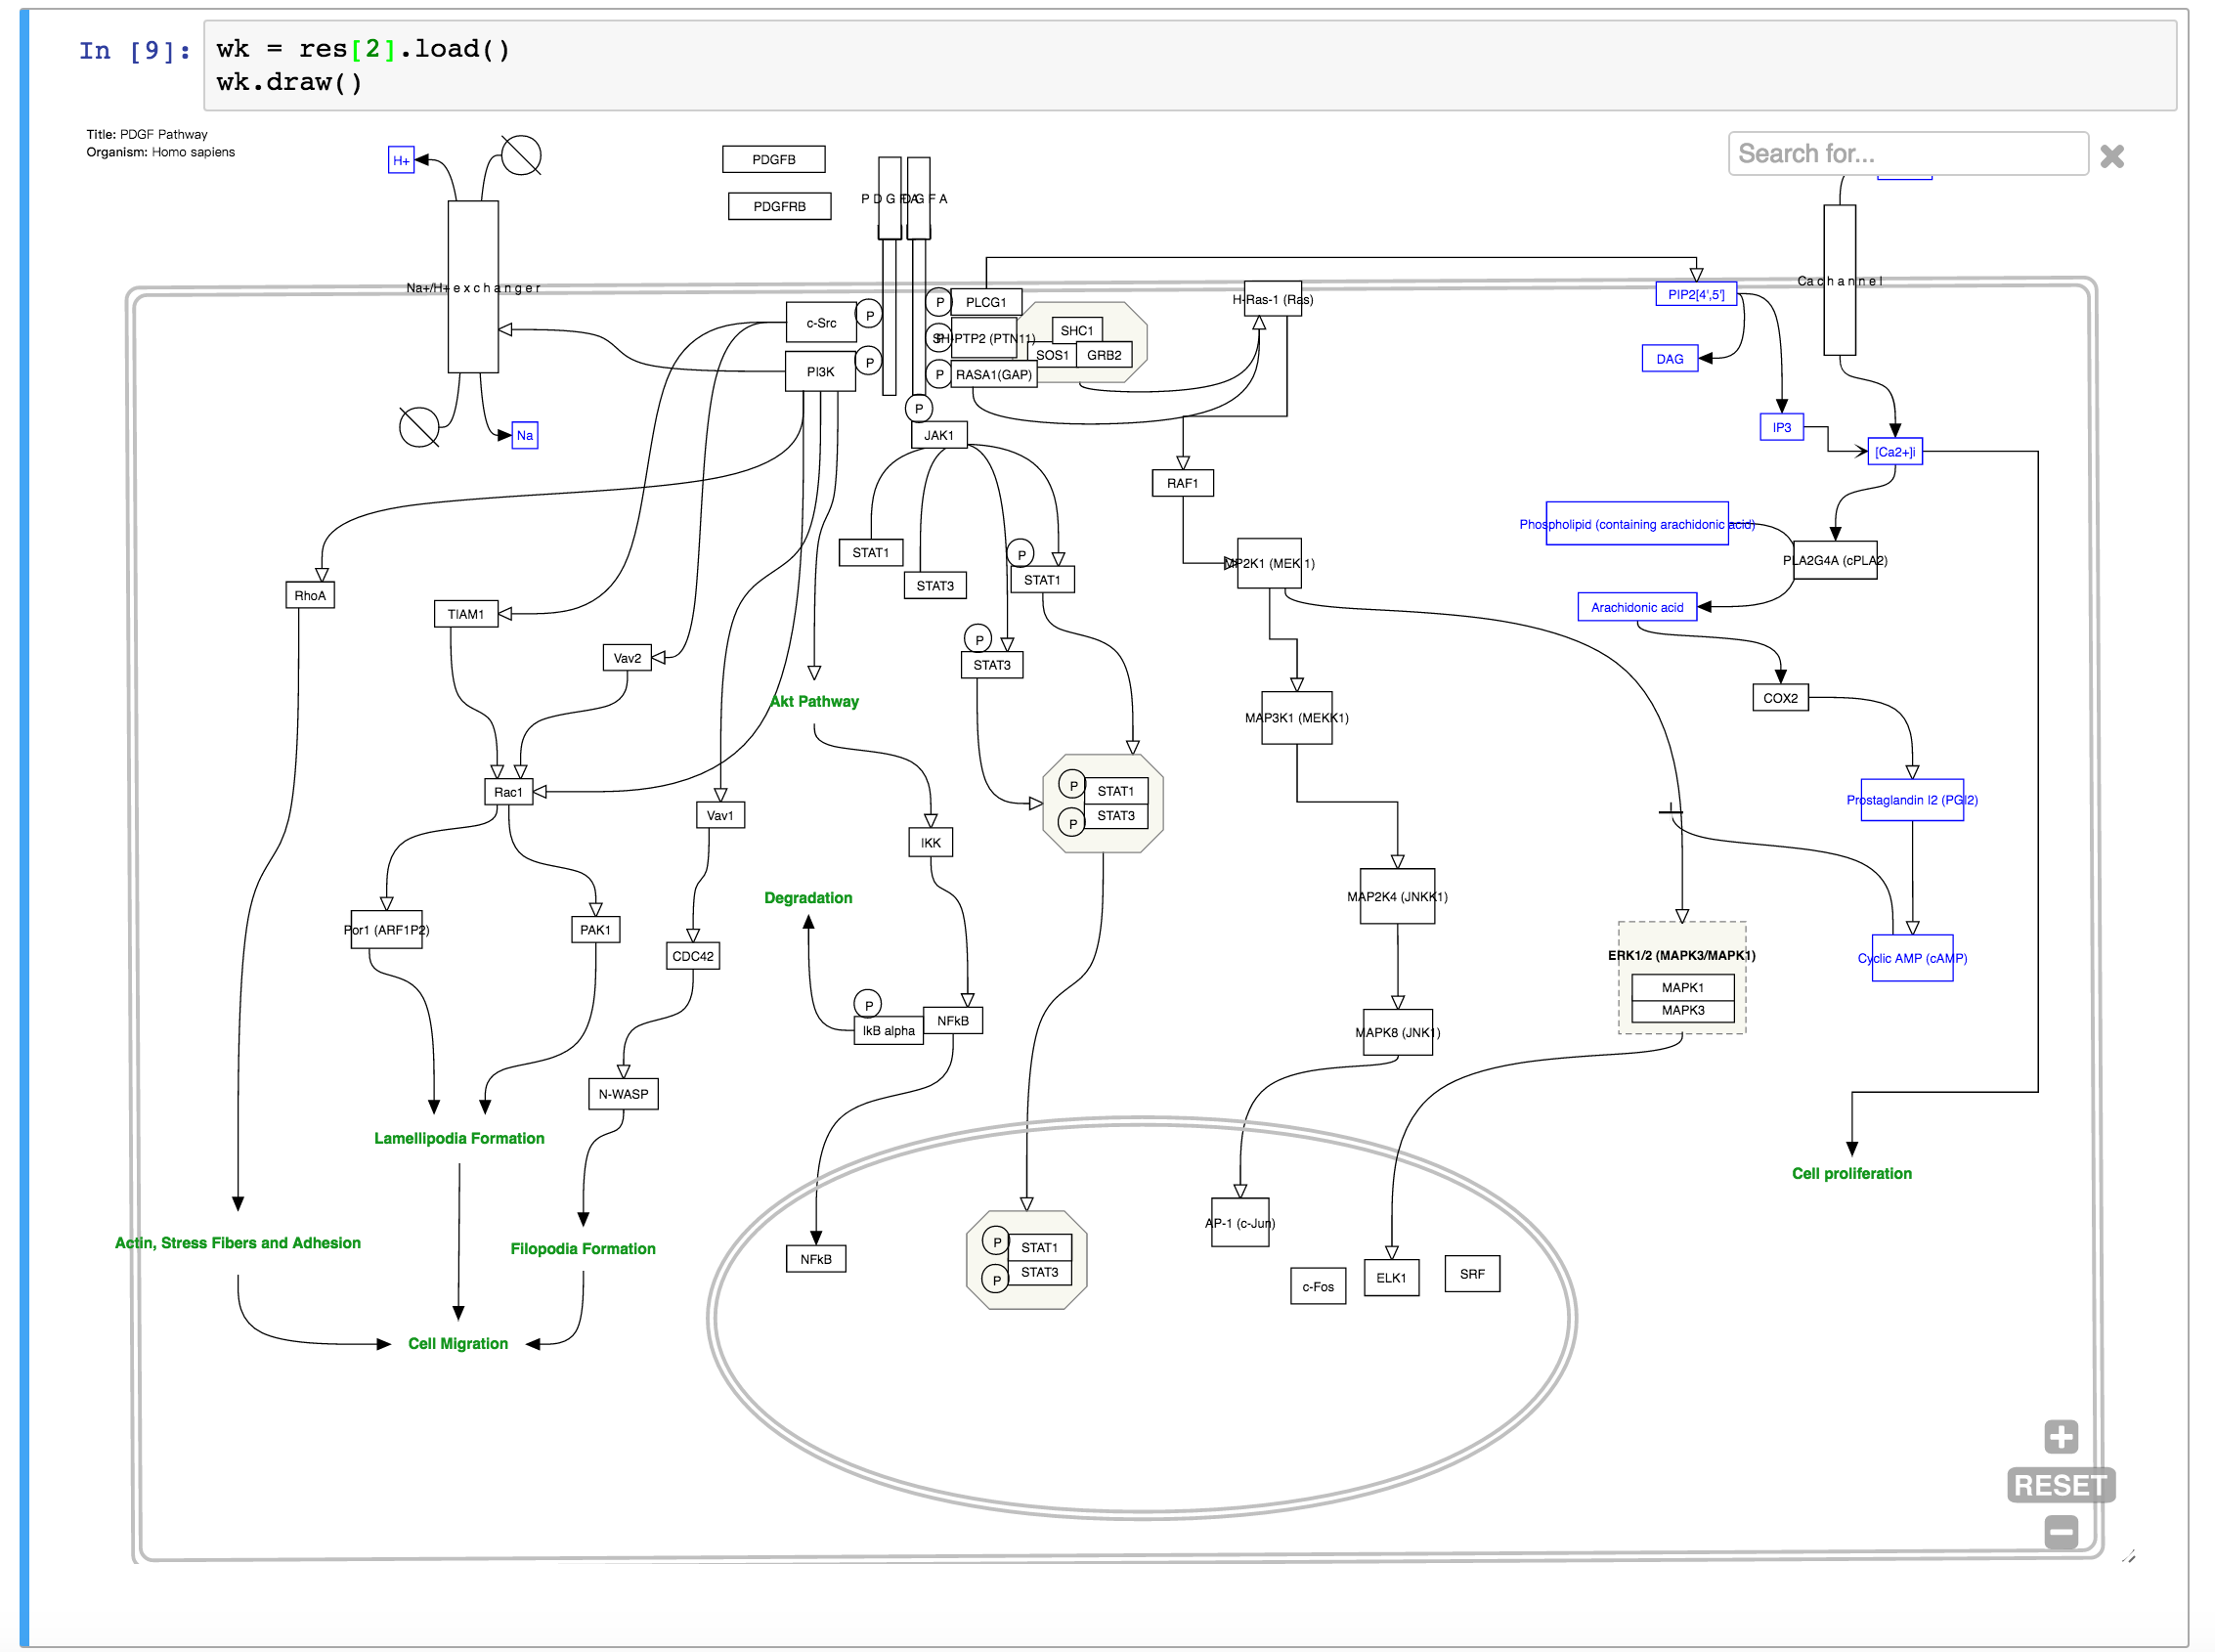 In [9]:
wk = res[2].load()
wk.draw()
Title: PDGF Pathway
Organism: Homo sapiens
Search for...
H+
PDGFB
PDGFRB
PDGFA
Na+/H+exchanger
Cachannel
PLCG1
H-Ras-1 (Ras)
PIP2[4',5']
c-Src
P
P
P
SHC1
SH-PTP2 (PTN11)
SOS1
GRB2
DAG
PI3K
P
P
RASA1(GAP)
P
JAK1
Na
IP3
[Ca2+]i
RAF1
Phospholipid (containing arachidonic acid)
STAT1
P
STAT1
MP2K1 (MEK1)
PLA2G4A (cPLA2)
STAT3
RhoA
TIAM1
Arachidonic acid
P
STAT3
Vav2
Akt Pathway
COX2
MAP3K1 (MEKK1)
P
STAT1
P
STAT3
Rac1
Vav1
Prostaglandin I2 (PGI2)
IKK
Degradation
MAP2K4 (JNKK1)
Por1 (ARF1P2)
PAK1
CDC42
ERK1/2 (MAPK3/MAPK1)
MAPK1
MAPK3
Cyclic AMP (cAMP)
P
IkB alpha
NFkB
MAPK8 (JNK1)
N-WASP
Lamellipodia Formation
Cell proliferation
Actin, Stress Fibers and Adhesion
Filopodia Formation
NFkB
P
STAT1
P
STAT3
AP-1 (c-Jun)
c-Fos
ELK1
SRF
Cell Migration
RESET